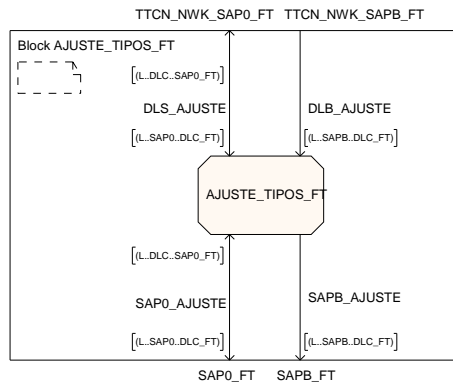 TTCN_NWK_SAP0_FT TTCN_NWK_SAPB_FT
Block AJUSTE_TIPOS_FT
[(L..DLC..SAP0_FT)]
DLS_AJUSTE DLB_AJUSTE
[(L..SAP0..DLC_FT)] [(L..SAPB..DLC_FT)]
AJUSTE_TIPOS_FT
[(L..DLC..SAP0_FT)]
SAP0_AJUSTE SAPB_AJUSTE
[(L..SAP0..DLC_FT)] [(L..SAPB..DLC_FT)]
SAP0_FT SAPB_FT